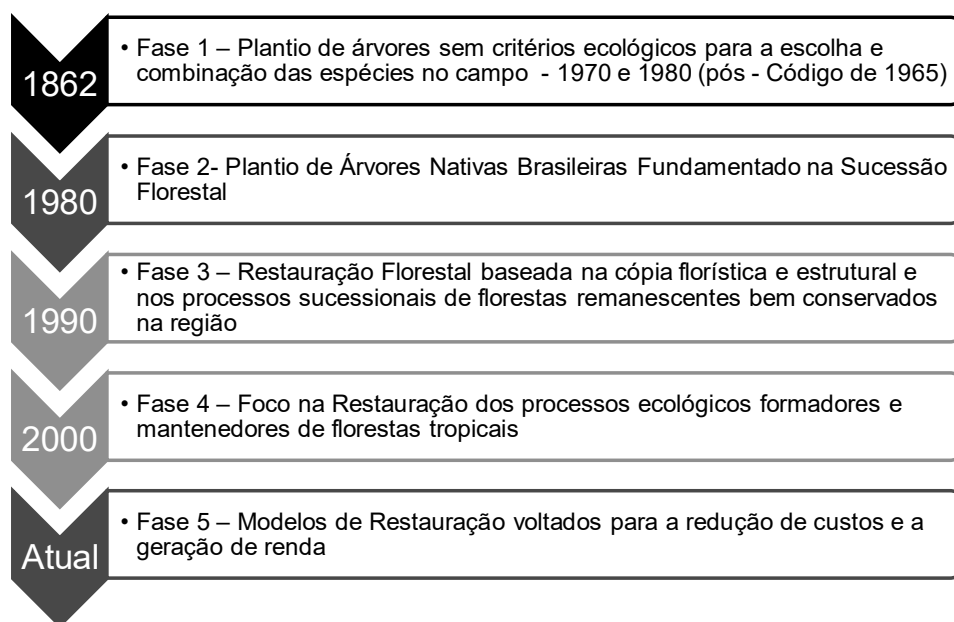 1862
• Fase 1 – Plantio de árvores sem critérios ecológicos para a escolha e
combinação das espécies no campo - 1970 e 1980 (pós - Código de 1965)
1980
• Fase 2- Plantio de Árvores Nativas Brasileiras Fundamentado na Sucessão
Florestal
1990
• Fase 3 – Restauração Florestal baseada na cópia florística e estrutural e
nos processos sucessionais de florestas remanescentes bem conservados
na região
2000
• Fase 4 – Foco na Restauração dos processos ecológicos formadores e
mantenedores de florestas tropicais
Atual
• Fase 5 – Modelos de Restauração voltados para a redução de custos e a
geração de renda